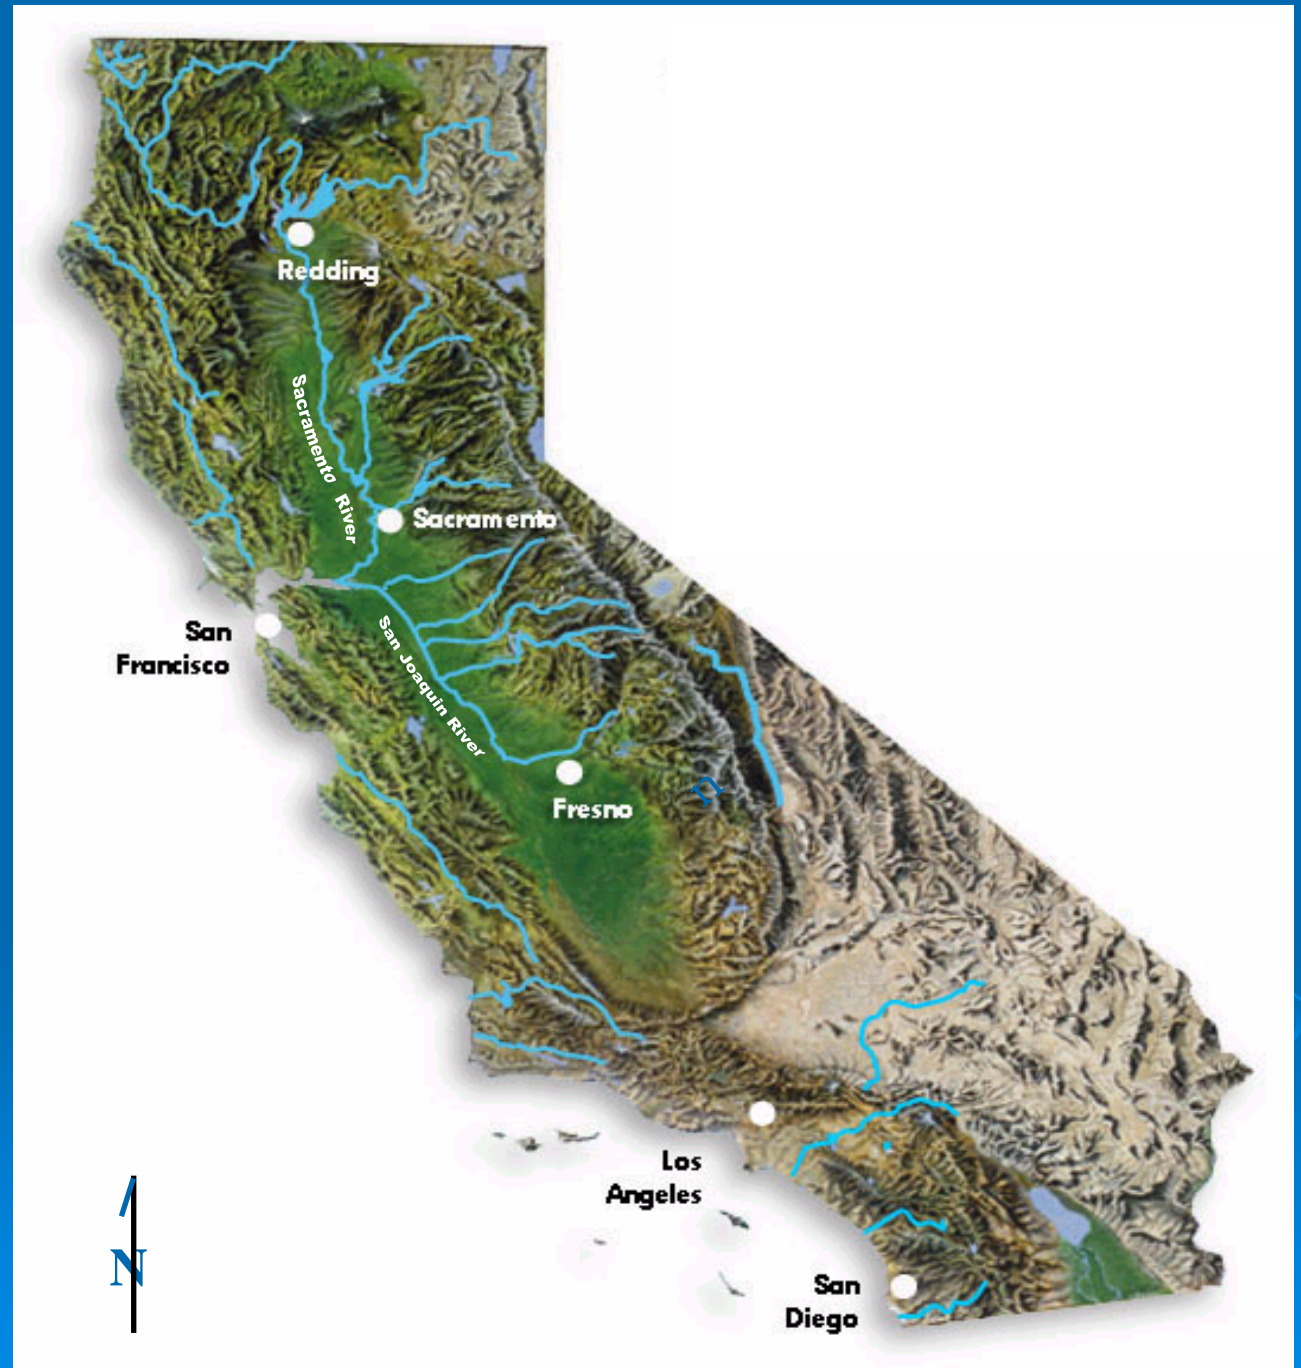 Redding
Sacramento River
Sacramento
San
Francisco
San Joaquin River
Fresno
n
Los
Angeles
N
San
Diego